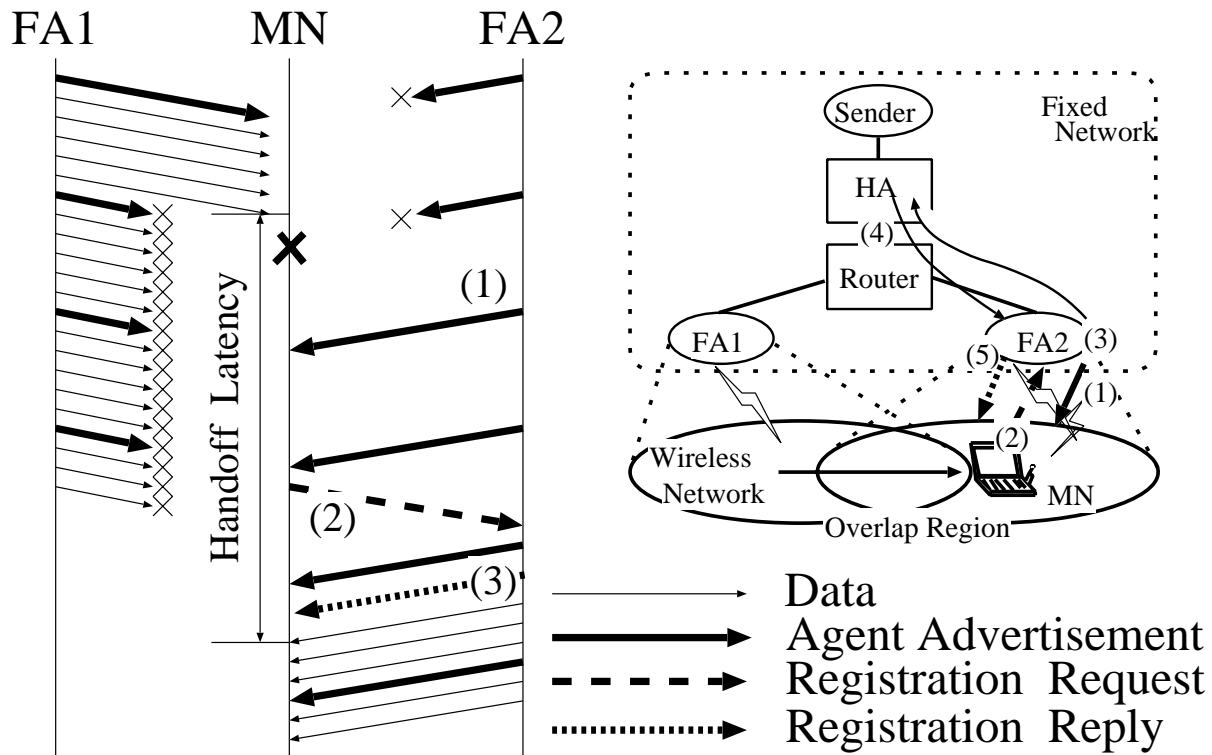 FA1 MN FA2
(1)
Handoff Latency
(2)
(3)
Sender
Fixed
Network
HA
(4)
Router
FA1
(5)
FA2
(3)
(1)
(2)
Wireless
Network
MN
Overlap Region
Data
Agent Advertisement
Registration Request
Registration Reply